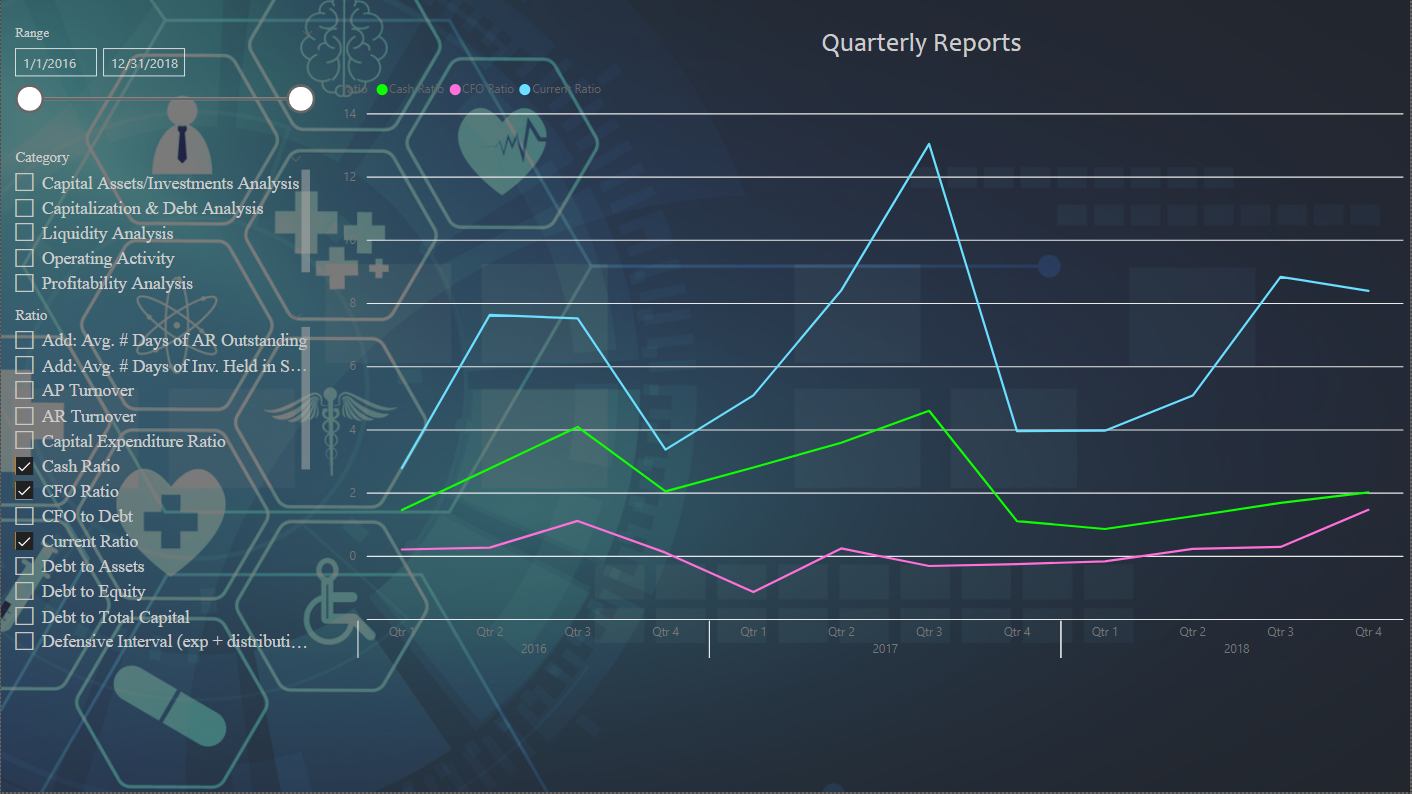 Range
1/1/2016 12/31/2018
Quarterly Reports
Cash Ratio CFO Ratio Current Ratio
14
12
10
8
6
4
2
0
Category
Capital Assets/Investments Analysis
Capitalization & Debt Analysis
Liquidity Analysis
Operating Activity
Profitability Analysis
Ratio
Add: Avg. # Days of AR Outstanding
Add: Avg. # Days of Inv. Held in S…
AP Turnover
AR Turnover
Capital Expenditure Ratio
Cash Ratio
CFO Ratio
CFO to Debt
Current Ratio
Debt to Assets
Debt to Equity
Debt to Total Capital
Defensive Interval (exp + distributi…
Qtr 1 Qtr 2 Qtr 3 Qtr 4 Qtr 1 Qtr 2 Qtr 3 Qtr 4 Qtr 1 Qtr 2 Qtr 3 Qtr 4
2016 2017 2018